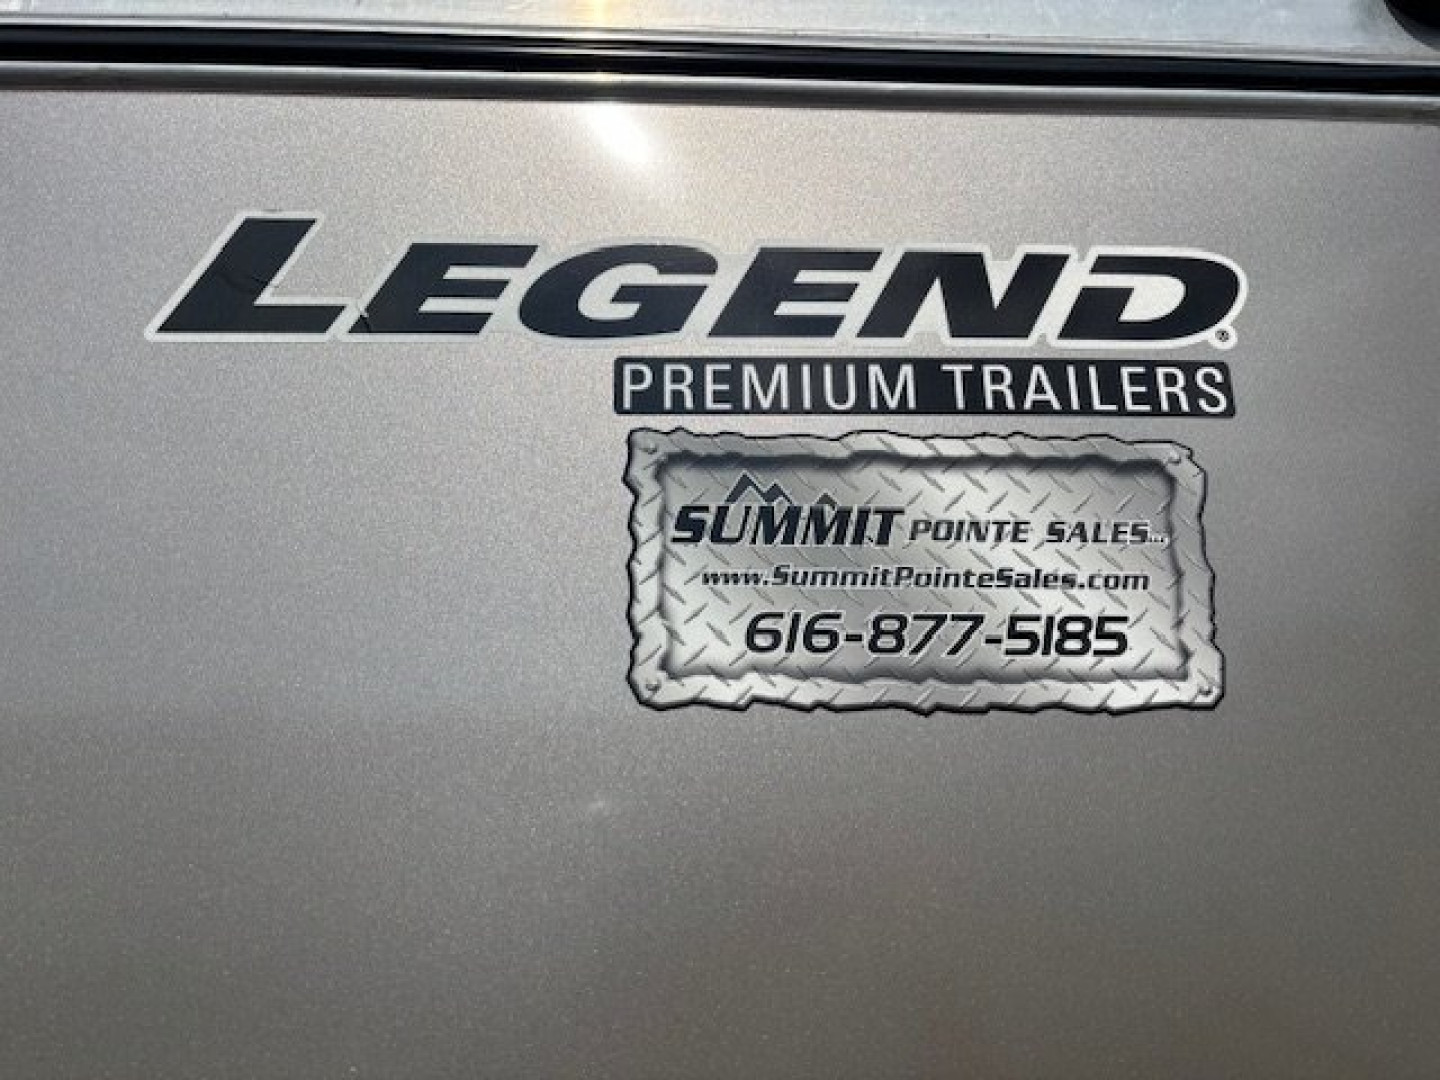 LEGEND®
PREMIUM TRAILERS
SUMMIT POINTE SALES...
www.SummitPointeSales.com
616-877-5185